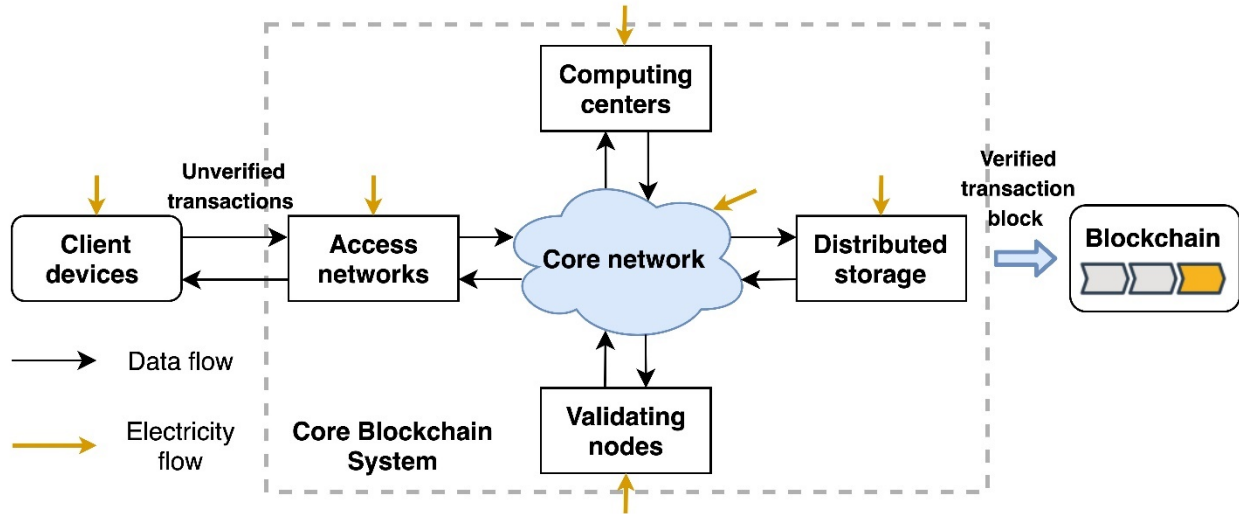 Computing
centers
Unverified
transactions
Verified
transaction
block
Client
devices
Access
networks
Core network
Distributed
storage
Blockchain
Data flow
Electricity
flow
Core Blockchain
System
Validating
nodes